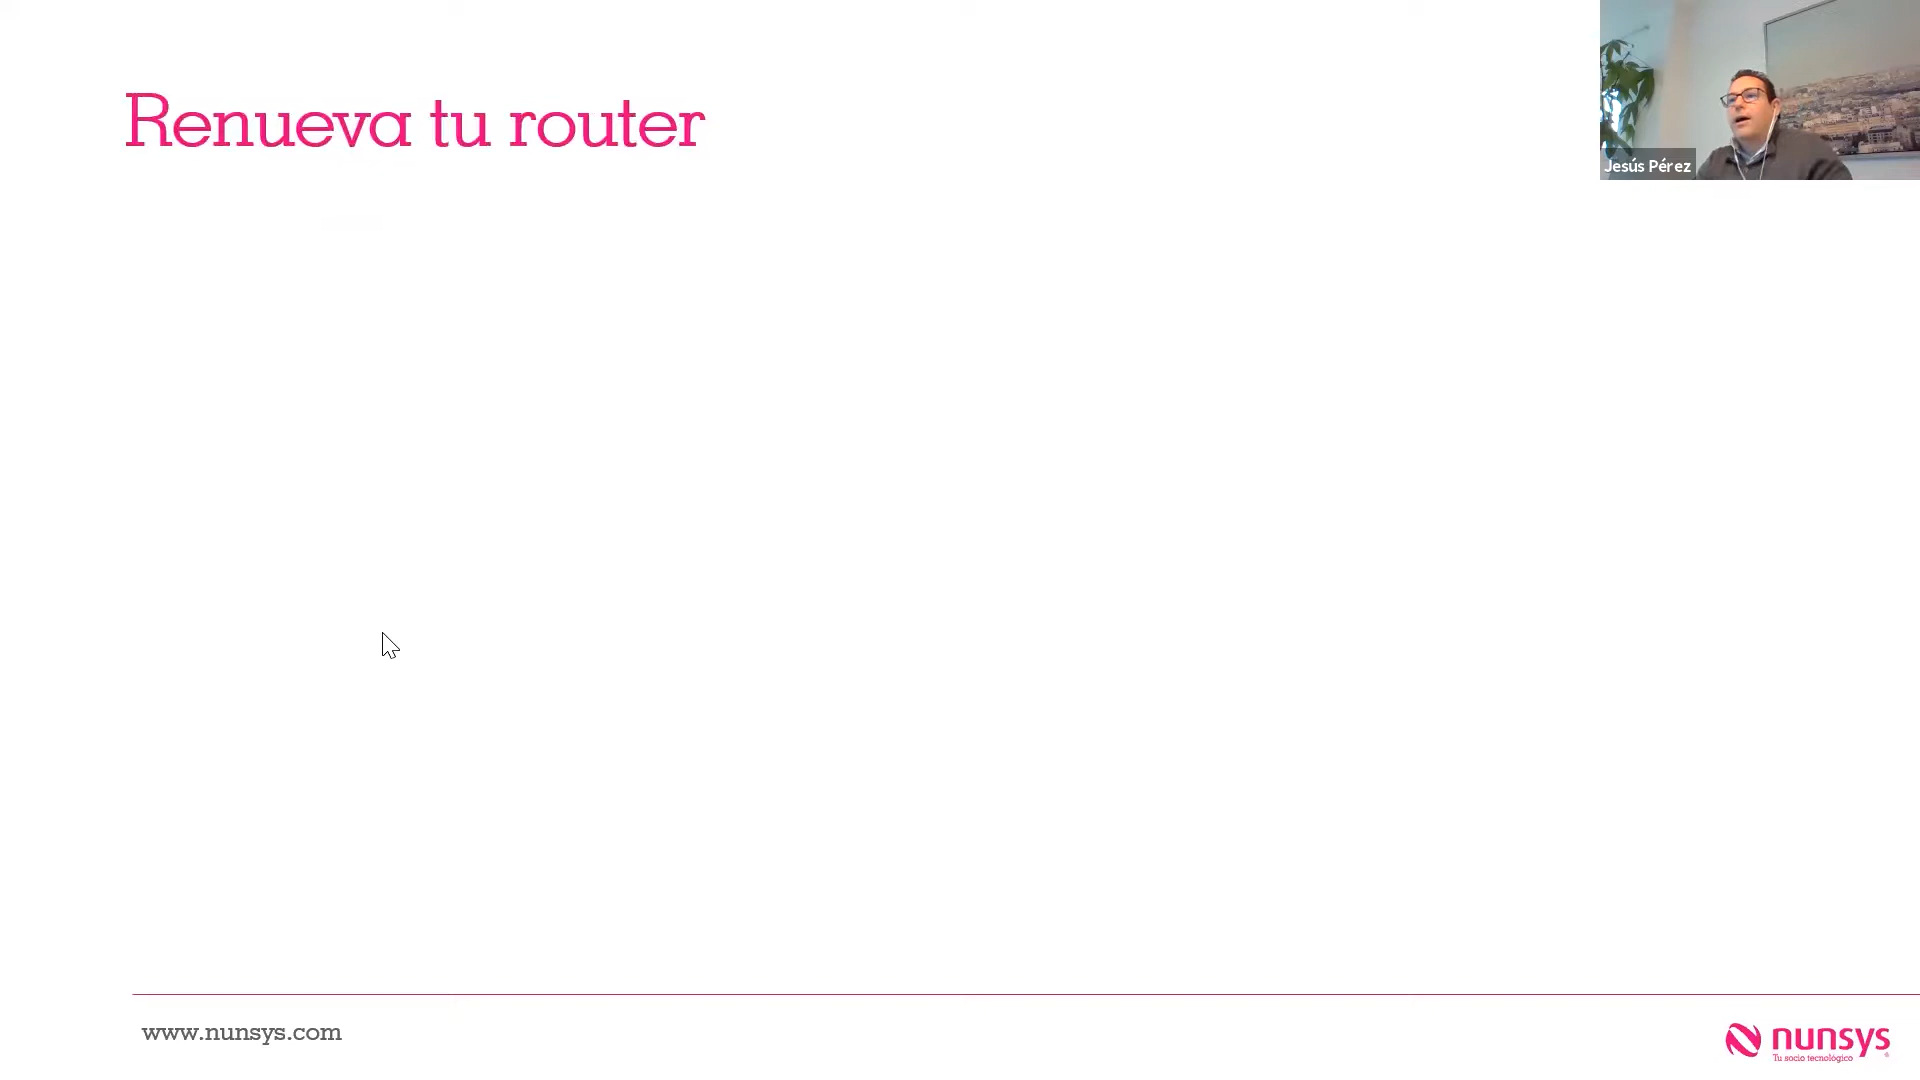 Renueva tu router
Jesús Pérez
www.nunsys.com
nunsys
Tu socio tecnológico